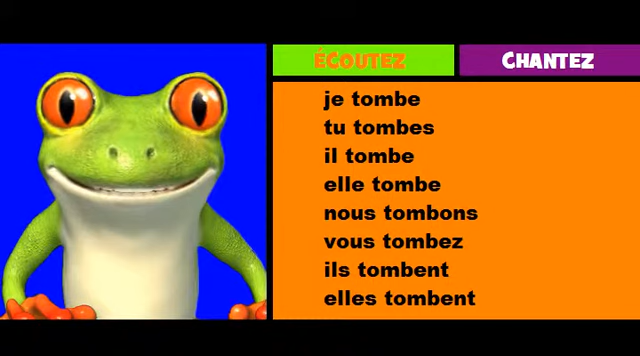 ÉCOUTEZ
CHANTEZ
je tombe
tu tombes
il tombe
elle tombe
nous tombons
vous tombez
ils tombent
elles tombent